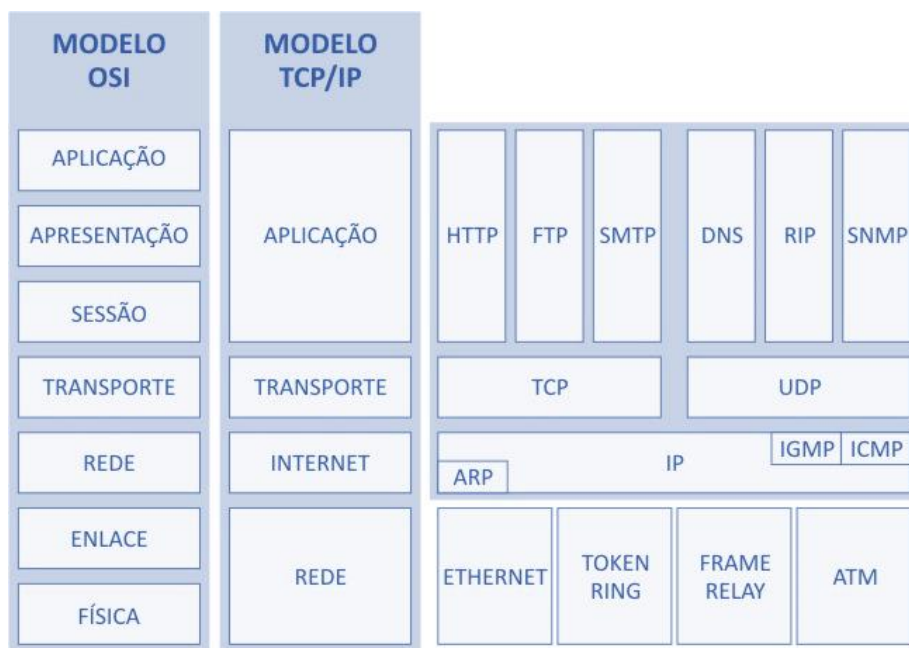 MODELO
OSI
MODELO
TCP/IP
APLICAÇÃO
APRESENTAÇÃO
SESSÃO
TRANSPORTE
REDE
ENLACE
FÍSICA
APLICAÇÃO
TRANSPORTE
INTERNET
REDE
HTTP
FTP
SMTP
DNS
RIP
SNMP
TCP
UDP
ARP
IP
IGMP
ICMP
ETHERNET
TOKEN
RING
FRAME
RELAY
ATM